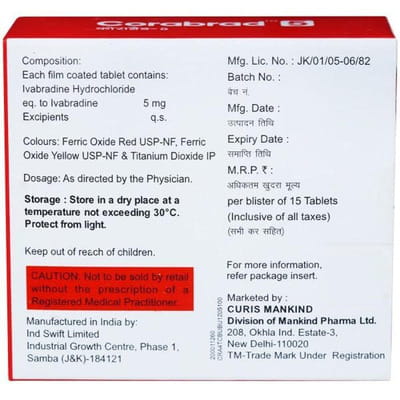 Corabrad™ 5
Composition:
Each film coated tablet contains:
Ivabradine Hydrochloride
eq. to Ivabradine 5 mg
Excipients q.s.
Colours: Ferric Oxide Red USP-NF, Ferric
Oxide Yellow USP-NF & Titanium Dioxide IP
Dosage: As directed by the Physician.
Storage : Store in a dry place at a
temperature not exceeding 30°C.
Protect from light.
Keep out of reach of children.
CAUTION: Not to be sold by retail
without the prescription of a
Registered Medical Practitioner.
Manufactured in India by:
Ind Swift Limited
Industrial Growth Centre, Phase 1,
Samba (J&K)-184121
Mfg. Lic. No. : JK/01/05-06/82
Batch No. :
बेच नं.
Mfg. Date :
उत्पादन तिथि
Expiry Date :
समाप्ति तिथि
M.R.P. ₹ :
अधिकतम खुदरा मूल्य
per blister of 15 Tablets
(Inclusive of all taxes)
(सभी कर सहित)
For more information,
refer package insert.
Marketed by :
CURIS MANKIND
Division of Mankind Pharma Ltd.
208, Okhla Ind. Estate-3,
New Delhi-110020
TM-Trade Mark Under Registration